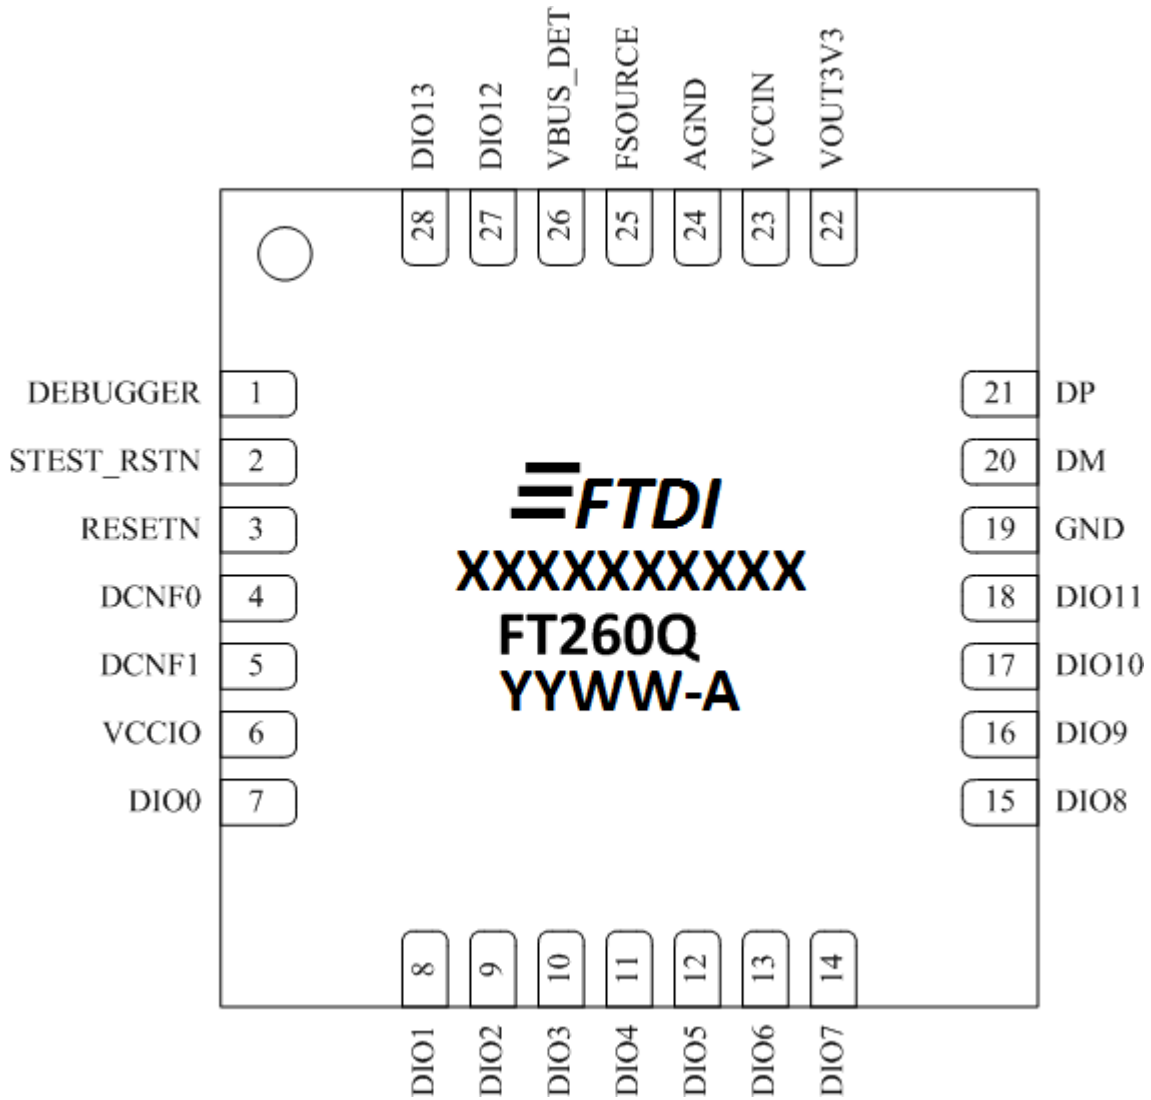 DIO13
DIO12
VBUS_DET
FSOURCE
AGND
VCCIN
VOUT3V3
28
27
26
25
24
23
22
DEBUGGER 1
STEST_RSTN 2
RESETN 3
DCNF0 4
DCNF1 5
VCCIO 6
DIO0 7
FTDI
XXXXXXXXXX
FT260Q
YYWW-A
21 DP
20 DM
19 GND
18 DIO11
17 DIO10
16 DIO9
15 DIO8
8
9
10
11
12
13
14
DIO1
DIO2
DIO3
DIO4
DIO5
DIO6
DIO7